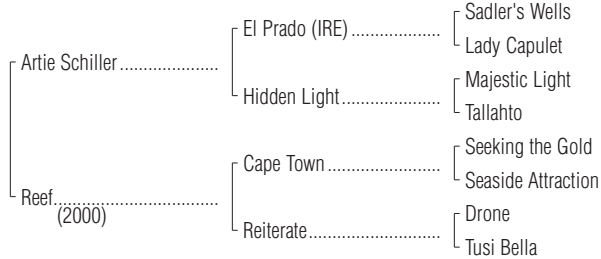 Sadler's Wells
El Prado (IRE) ...................
Lady Capulet
Artie Schiller.....................
Majestic Light
Hidden Light.....................
Tallahto
Seeking the Gold
Cape Town ........................
Seaside Attraction
Reef...................................
(2000)
Drone
Reiterate............................
Tusi Bella